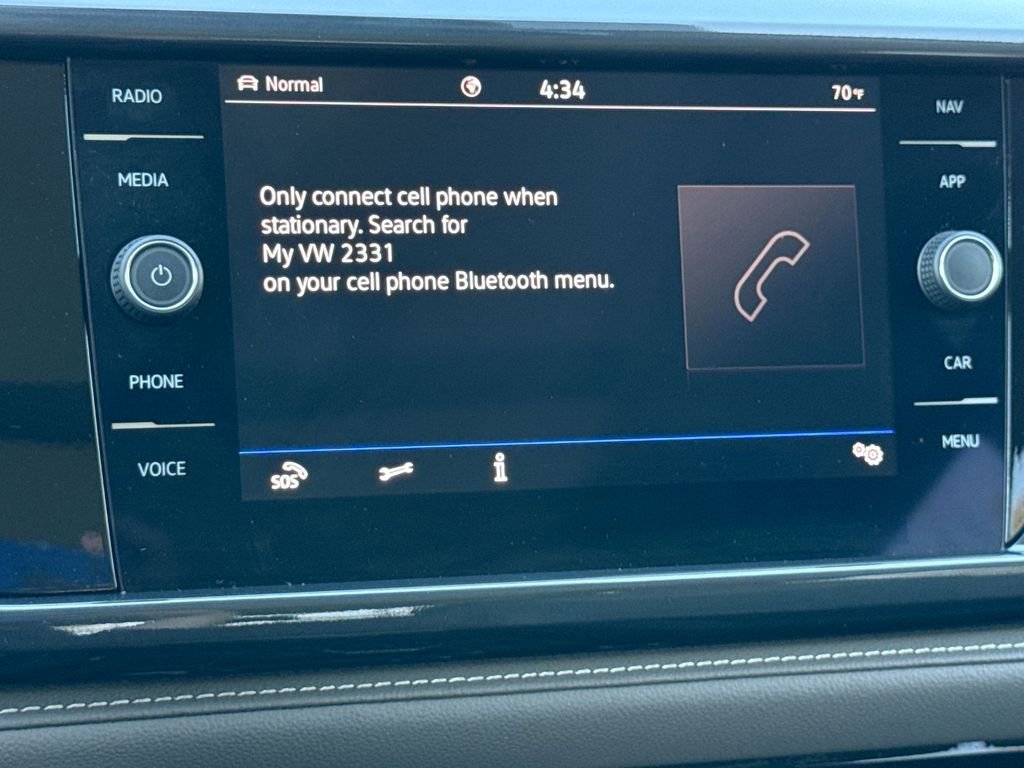 RADIO
MEDIA
PHONE
VOICE
Normal
4:34
70°F
Only connect cell phone when
stationary. Search for
My VW 2331
on your cell phone Bluetooth menu.
SOS
i
NAV
APP
CAR
MENU